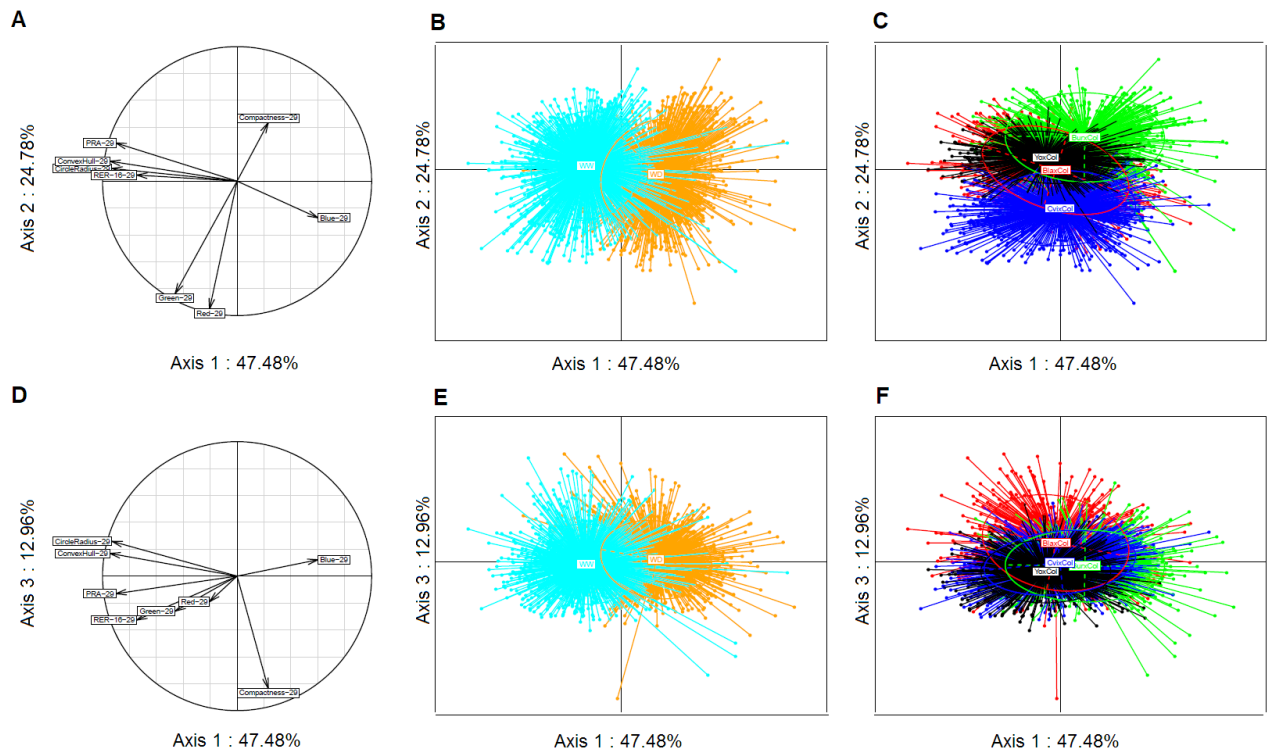 A
Compactness-29
PRA-29
ConvexHull-29
CircleRadius-29
RER-16-29
Blue-29
Green-29
Red-29
Axis 2 : 24.78%
Axis 1 : 47.48%
B
WW
WD
Axis 2 : 24.78%
Axis 1 : 47.48%
C
YoxCol
BlaxCol
CvixCol
Axis 2 : 24.78%
Axis 1 : 47.48%
D
CircleRadius-29
ConvexHull-29
Blue-29
PRA-29
Red-29
Green-29
RER-16-29
Compactness-29
Axis 3 : 12.96%
Axis 1 : 47.48%
E
WW
WD
Axis 3 : 12.96%
Axis 1 : 47.48%
F
BlaxCol
CvixCol
YoxCol
Axis 3 : 12.96%
Axis 1 : 47.48%